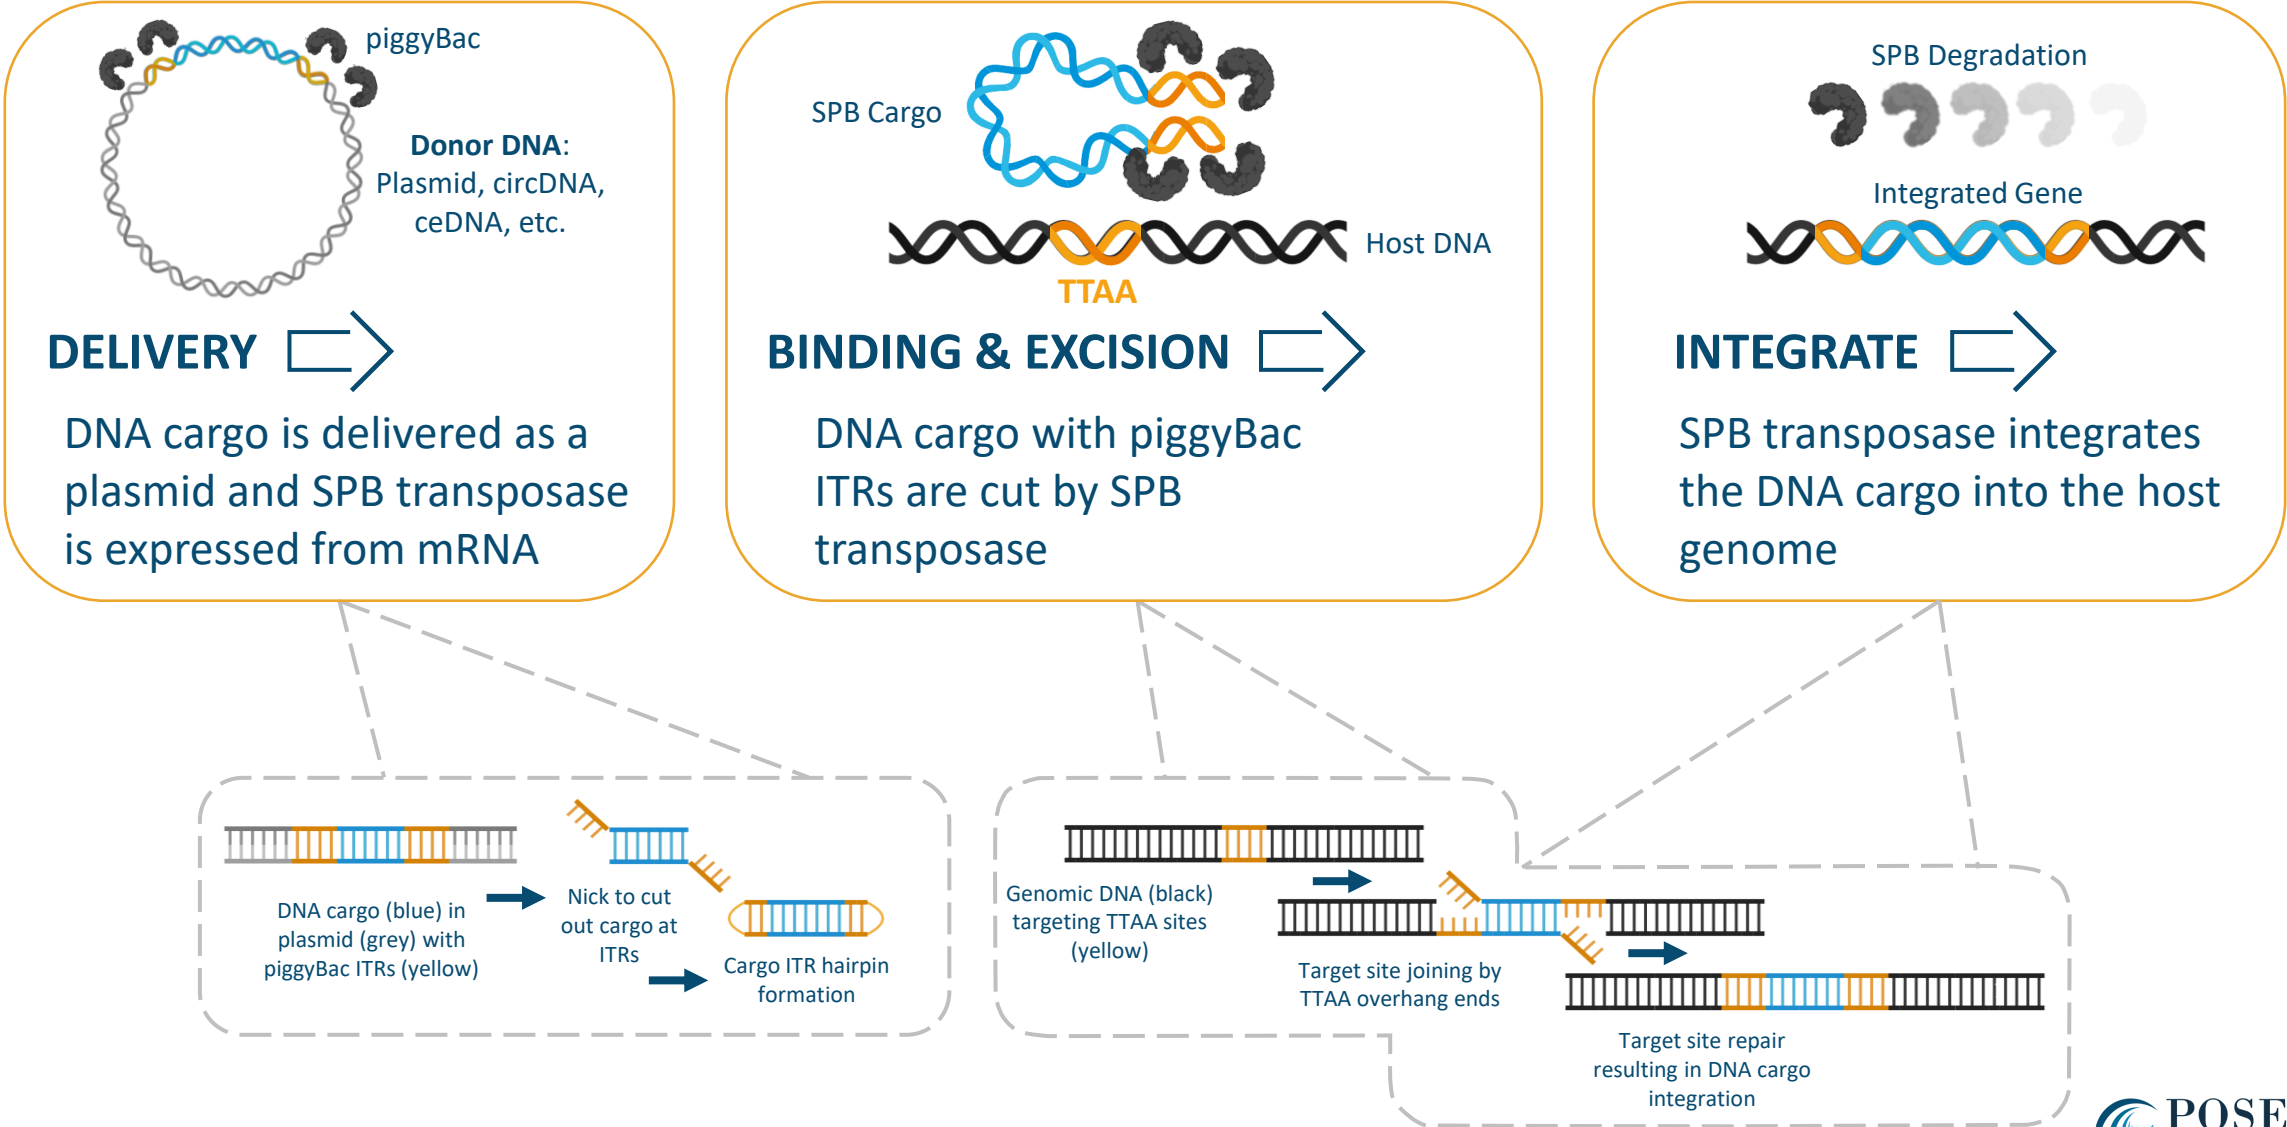 piggyBac
Donor DNA:
Plasmid, circDNA,
ceDNA, etc.
DELIVERY
DNA cargo is delivered as a
plasmid and SPB transposase
is expressed from mRNA
SPB Cargo
Host DNA
TTAA
BINDING & EXCISION
DNA cargo with piggyBac
ITRs are cut by SPB
transposase
SPB Degradation
Integrated Gene
INTEGRATE
SPB transposase integrates
the DNA cargo into the host
genome
DNA cargo (blue) in
plasmid (grey) with
piggyBac ITRs (yellow)
Nick to cut
out cargo at
ITRs
Cargo ITR hairpin
formation
Genomic DNA (black)
targeting TTAA sites
(yellow)
Target site joining by
TTAA overhang ends
Target site repair
resulting in DNA cargo
integration
POSE